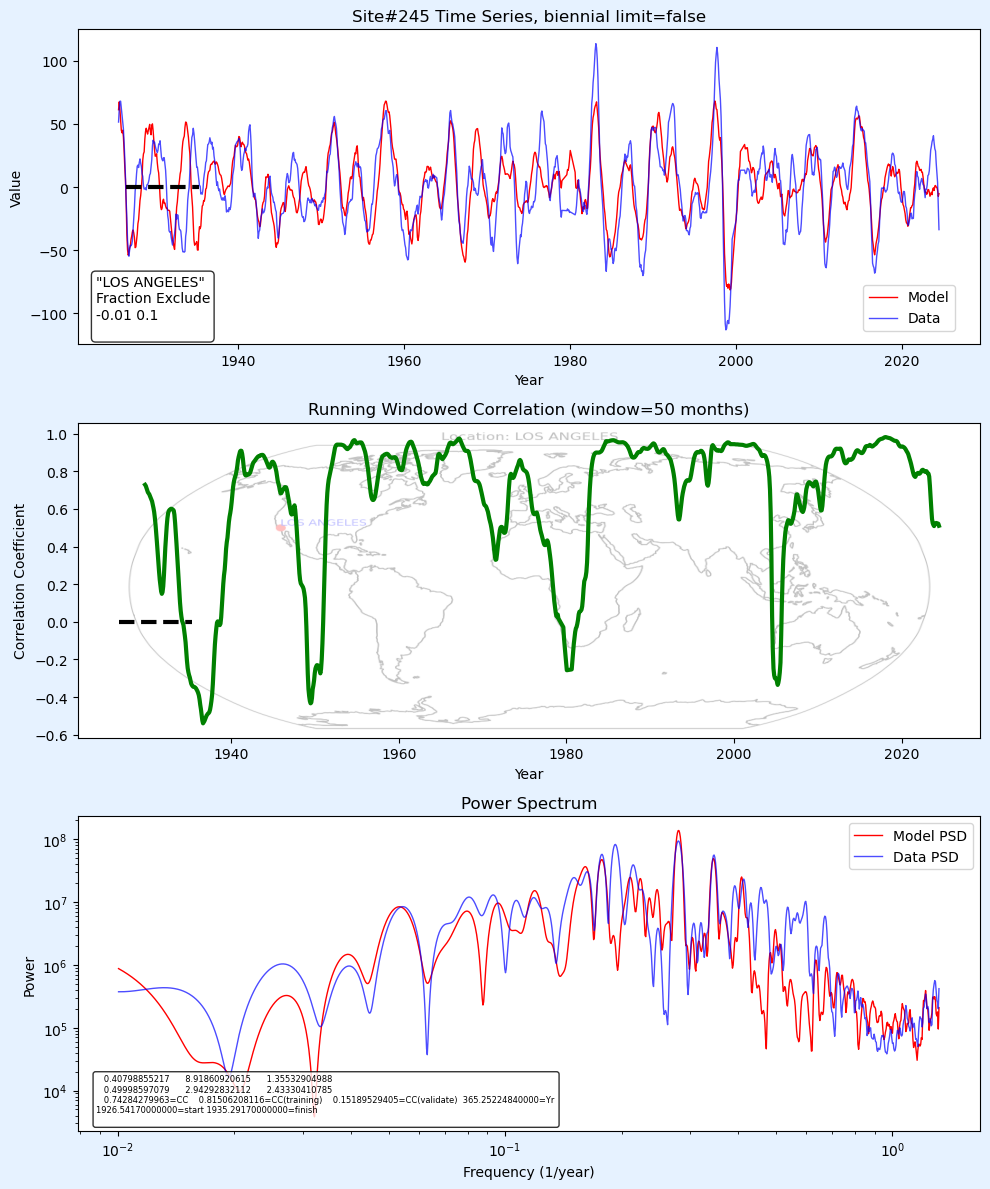 Site#245 Time Series, biennial limit=false
100
50
0
−50
−100
Value
"LOS ANGELES"
Fraction Exclude
-0.01 0.1
Model
Data
1940
1960
1980
2000
2020
Year
Running Windowed Correlation (window=50 months)
1.0
0.8
0.6
0.4
0.2
0.0
−0.2
−0.4
−0.6
Correlation Coefficient
Location: LOS ANGELES
LOS ANGELES
1940
1960
1980
2000
2020
Year
Power Spectrum
10^8
10^7
10^6
10^5
10^4
Power
Model PSD
Data PSD
0.40798855217 8.91860920615 1.35532904988
0.49998597079 2.94292832112 2.43330410785
0.74284279963=CC 0.81506208116=CC(training) 0.15189529405=CC(validate) 365.25224840000=Yr
1926.54170000000=start 1935.29170000000=finish
10^−2
10^−1
10^0
Frequency (1/year)